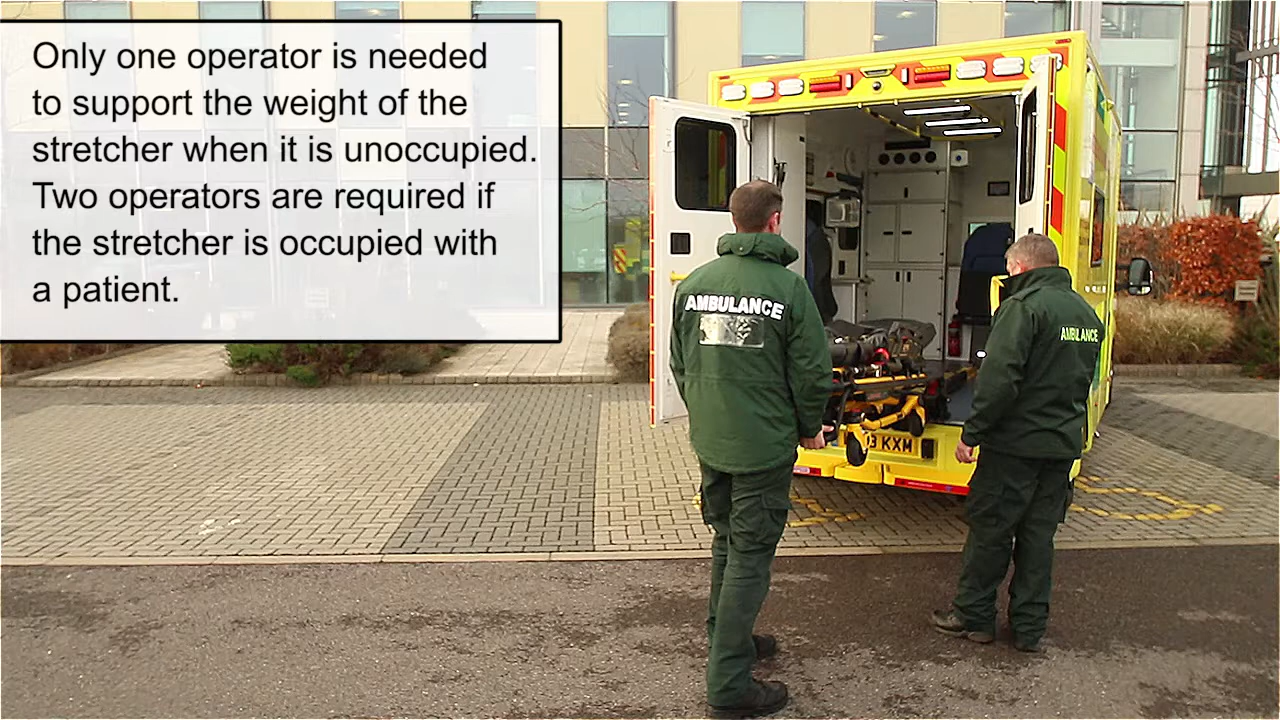 Only one operator is needed
to support the weight of the
stretcher when it is unoccupied.
Two operators are required if
the stretcher is occupied with
a patient.
AMBULANCE
AMBULANCE
KXM